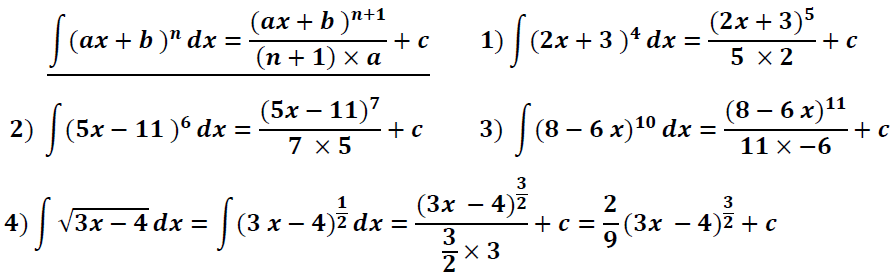 ∫(ax + b)ⁿ dx = (ax + b)ⁿ⁺¹ / ((n + 1) × a) + c    1) ∫(2x + 3)⁴ dx = (2x + 3)⁵ / (5 × 2) + c
2) ∫(5x − 11)⁶ dx = (5x − 11)⁷ / (7 × 5) + c    3) ∫(8 − 6x)¹⁰ dx = (8 − 6x)¹¹ / (11 × −6) + c
4) ∫√(3x − 4) dx = ∫(3x − 4)^(1/2) dx = (3x − 4)^(3/2) / (3/2 × 3) + c = 2/9 (3x − 4)^(3/2) + c